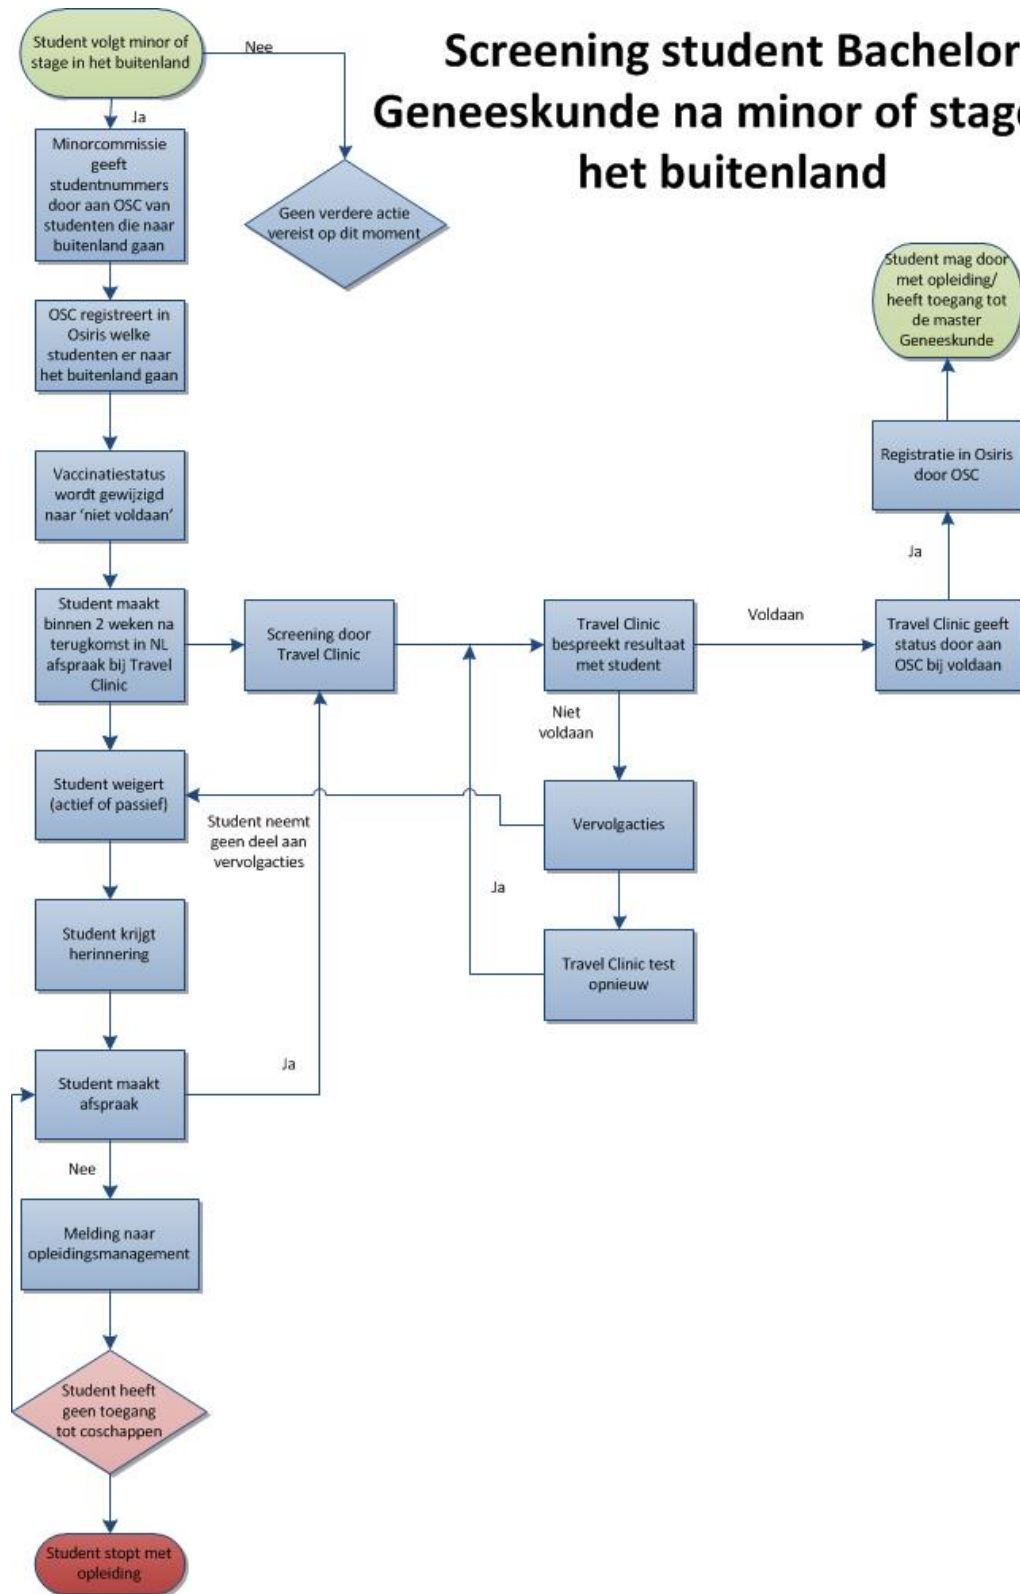 Screening student Bachelor
Geneeskunde na minor of stage
het buitenland
Student volgt minor of
stage in het buitenland
Nee
Ja
Minorcommissie
geeft
studentnummers
door aan OSC van
studenten die naar
buitenland gaan
Geen verdere actie
vereist op dit moment
OSC registreert in
Osiris welke
studenten er naar
het buitenland gaan
Student mag door
met opleiding/
heeft toegang tot
de master
Geneeskunde
Registratie in Osiris
door OSC
Ja
Vaccinatiestatus
wordt gewijzigd
naar ‘niet voldaan’
Student maakt
binnen 2 weken na
terugkomst in NL
afspraak bij Travel
Clinic
Screening door
Travel Clinic
Travel Clinic
bespreekt resultaat
met student
Voldaan
Travel Clinic geeft
status door aan
OSC bij voldaan
Niet
voldaan
Student weigert
(actief of passief)
Student neemt
geen deel aan
vervolgacties
Vervolgacties
Ja
Student krijgt
herinnering
Travel Clinic test
opnieuw
Student maakt
afspraak
Ja
Nee
Melding naar
opleidingsmanagement
Student heeft
geen toegang
tot coschappen
Student stopt met
opleiding